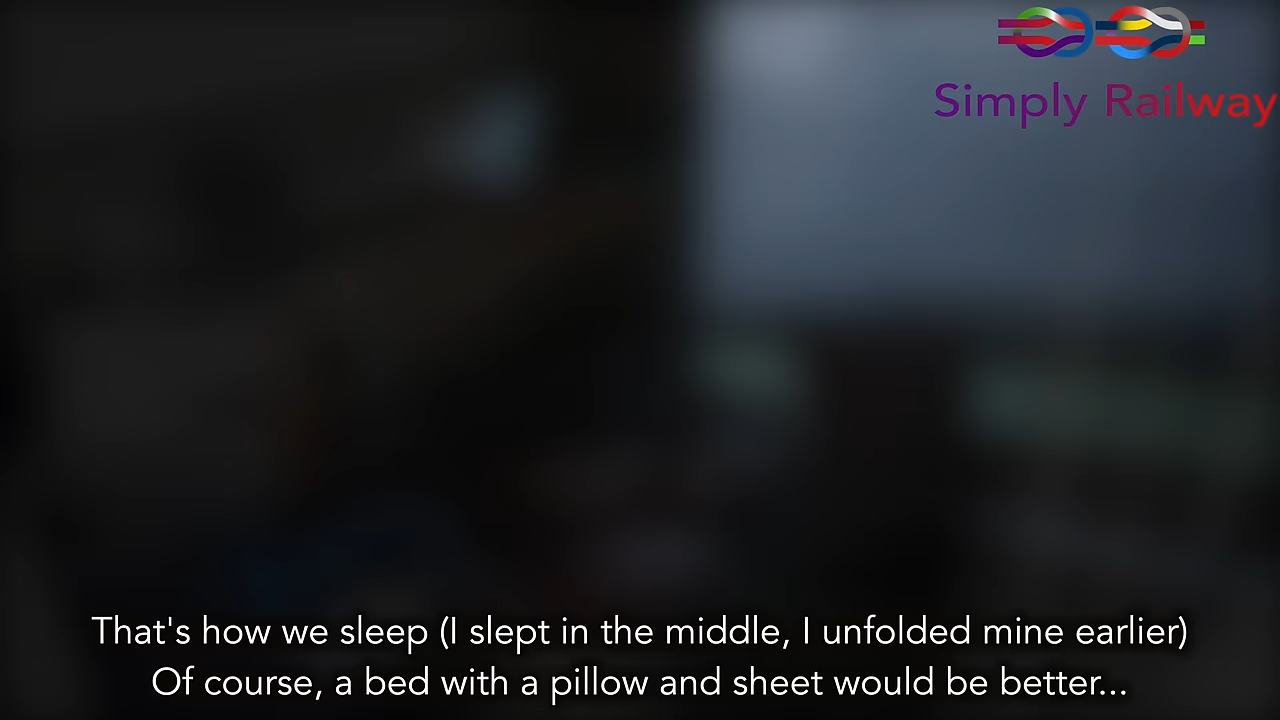 Simply Railway
That's how we sleep (I slept in the middle, I unfolded mine earlier)
Of course, a bed with a pillow and sheet would be better...